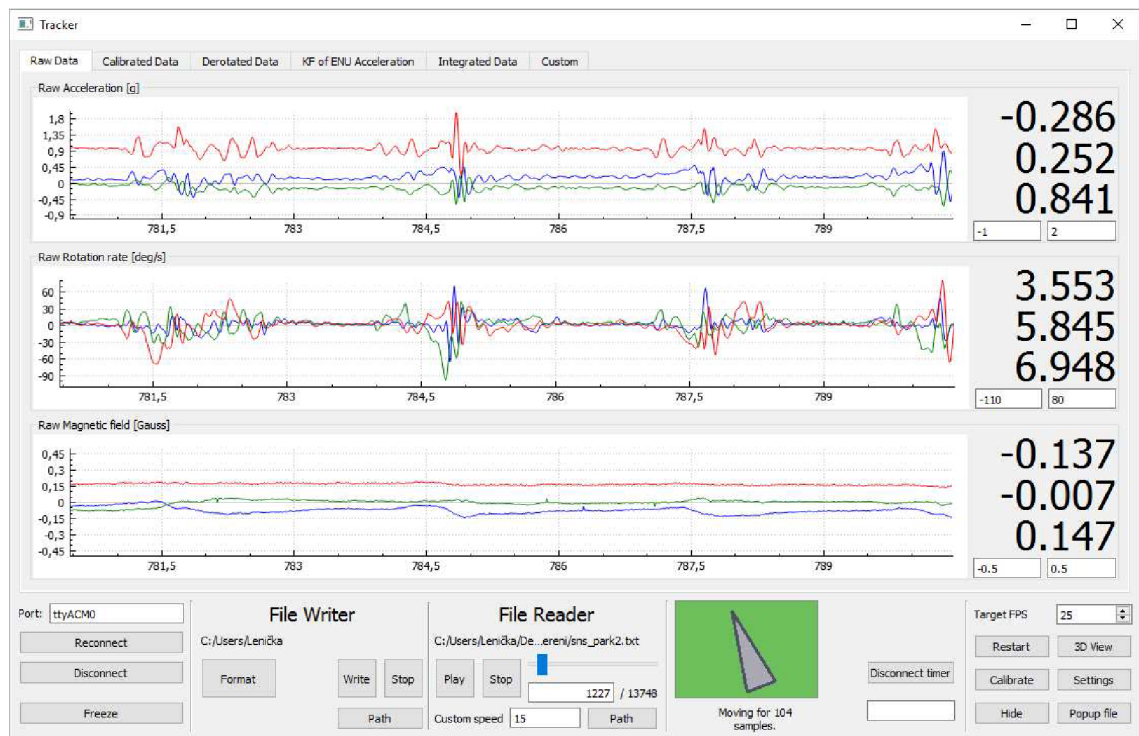 Tracker
Raw Data Calibrated Data Derotated Data KF of ENU Acceleration Integrated Data Custom
Raw Acceleration [g]
1,8
1,35
0,9
0,45
0
-0,45
-0,9
781,5 783 784,5 786 787,5 789
-0.286
0.252
0.841
-1 2
Raw Rotation rate [deg/s]
60
30
0
-30
-60
-90
781,5 783 784,5 786 787,5 789
3.553
5.845
6.948
-110 80
Raw Magnetic field [Gauss]
0,45
0,3
0,15
0
-0,15
-0,3
-0,45
781,5 783 784,5 786 787,5 789
-0.137
-0.007
0.147
-0.5 0.5
Port: ttyACM0
Reconnect
Disconnect
Freeze
File Writer
C:/Users/Lenička
Format Write Stop
Path
File Reader
C:/Users/Lenička/De...ereni/sns_park2.txt
Play Stop
1227 / 13748
Custom speed 15 Path
Moving for 104
samples.
Disconnect timer
Target FPS 25
Restart 3D View
Calibrate Settings
Hide Popup file